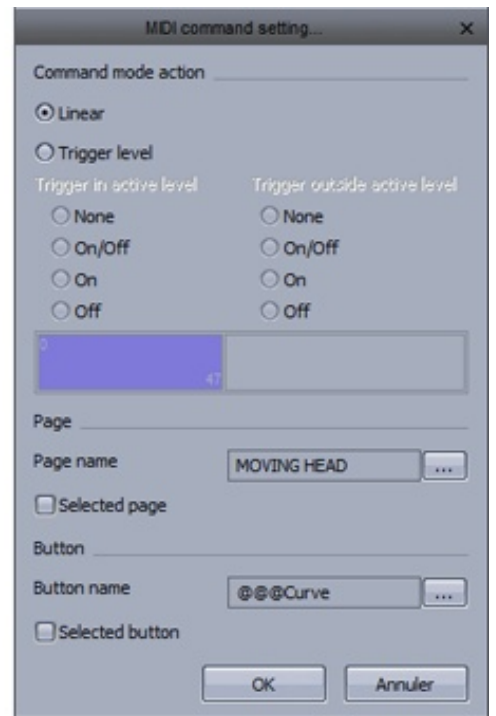 MIDI command setting...
Command mode action
Linear
Trigger level
Trigger in active level Trigger outside active level
None None
On/Off On/Off
On On
Off Off
0
47
Page
Page name MOVING HEAD ...
Selected page
Button
Button name @@@Curve ...
Selected button
OK Annuler